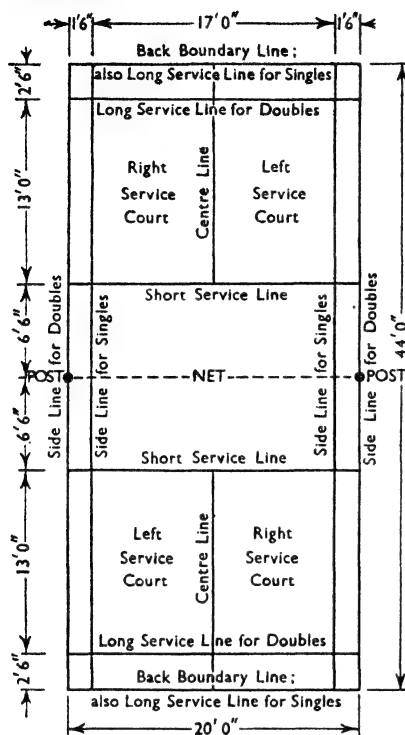 1'6" 17'0" 1'6"
Back Boundary Line;
also Long Service Line for Singles
2'6"
Long Service Line for Doubles
Right Service Court
Centre Line
Left Service Court
13'0"
Short Service Line
6'6"
Side Line for Doubles
Side Line for Singles
Side Line for Singles
Side Line for Doubles
44'0"
POST NET POST
6'6"
Short Service Line
Left Service Court
Centre Line
Right Service Court
13'0"
Long Service Line for Doubles
2'6"
Back Boundary Line;
also Long Service Line for Singles
20'0"